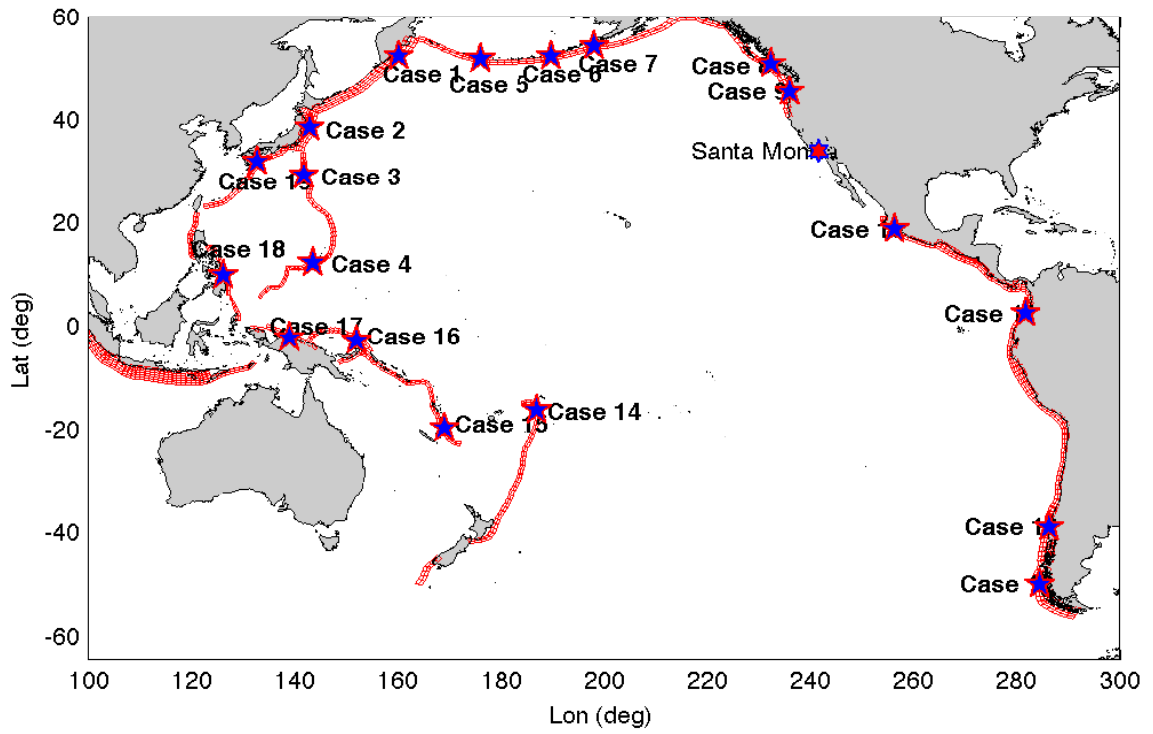 60
40
20
0
-20
-40
-60
Lat (deg)
Case 1
Case 5
Case 6
Case 7
Case
Case 9
Case 2
Santa Monica
Case 3
Case
Case 18
Case 4
Case
Case 17
Case 16
Case
Case 14
Case 15
Case
Case
100
120
140
160
180
200
220
240
260
280
300
Lon (deg)